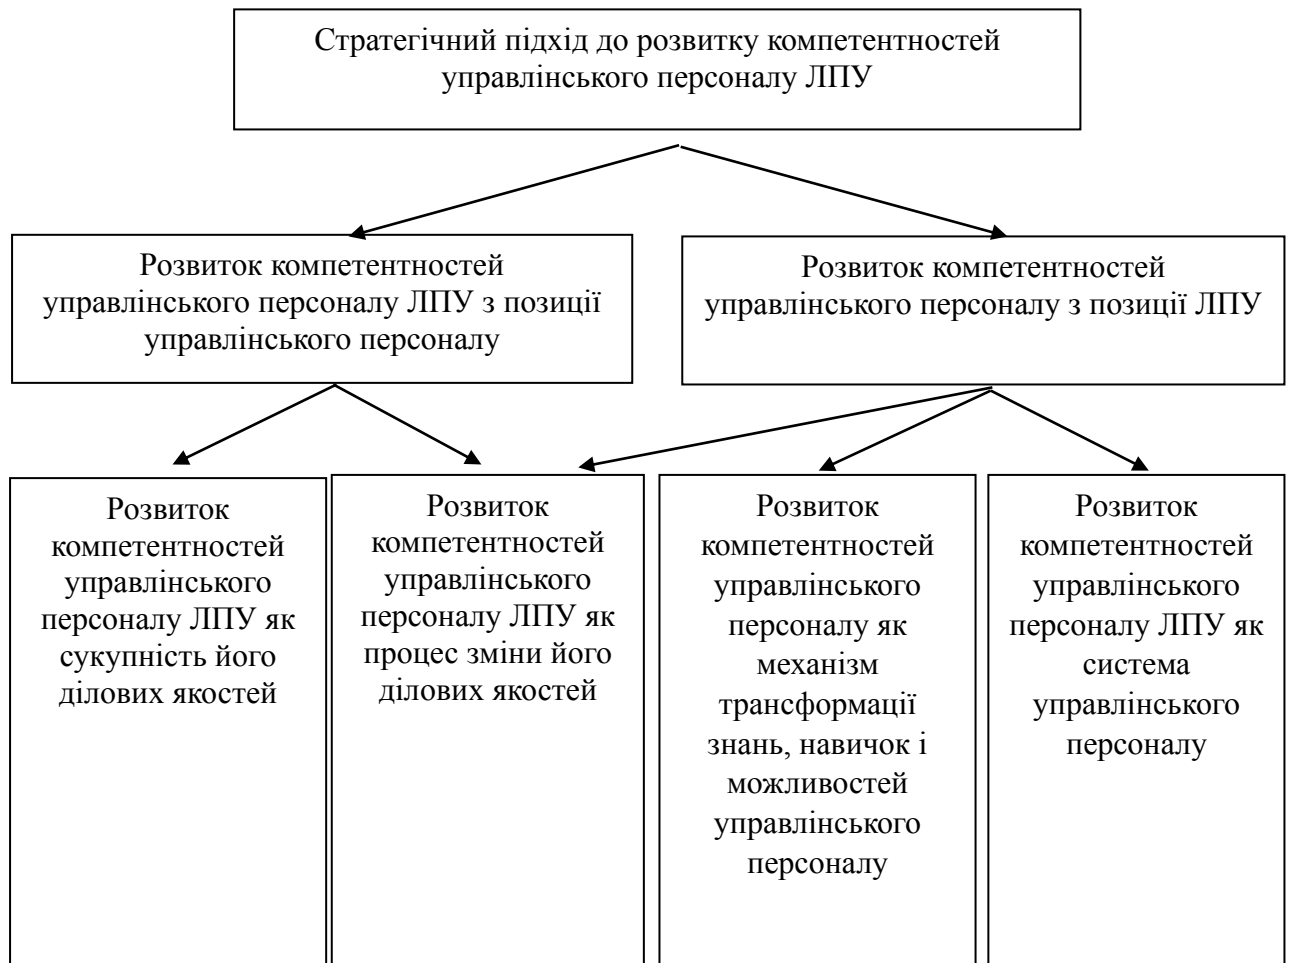 Стратегічний підхід до розвитку компетентностей
управлінського персоналу ЛПУ
Розвиток компетентностей
управлінського персоналу ЛПУ з позиції
управлінського персоналу
Розвиток компетентностей
управлінського персоналу з позиції ЛПУ
Розвиток
компетентностей
управлінського
персоналу ЛПУ як
сукупність його
ділових якостей
Розвиток
компетентностей
управлінського
персоналу ЛПУ як
процес зміни його
ділових якостей
Розвиток
компетентностей
управлінського
персоналу як
механізм
трансформації
знань, навичок і
можливостей
управлінського
персоналу
Розвиток
компетентностей
управлінського
персоналу ЛПУ як
система
управлінського
персоналу